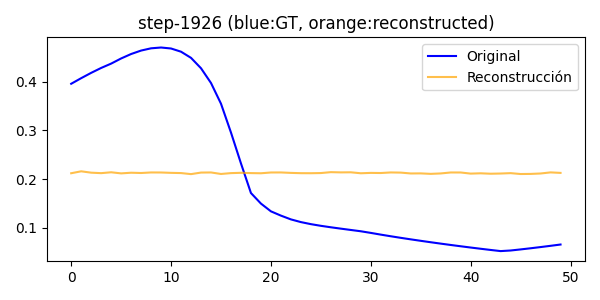 step-1926 (blue:GT, orange:reconstructed)
Original
Reconstrucción
0.4
0.3
0.2
0.1
0 10 20 30 40 50